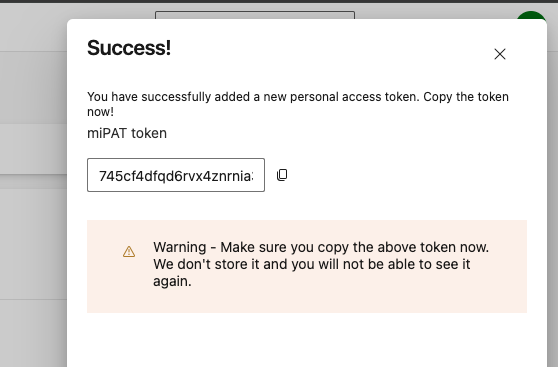 Success!
You have successfully added a new personal access token. Copy the token
now!
miPAT token
745cf4dfqd6rvx4znrnia
Warning - Make sure you copy the above token now.
We don't store it and you will not be able to see it
again.